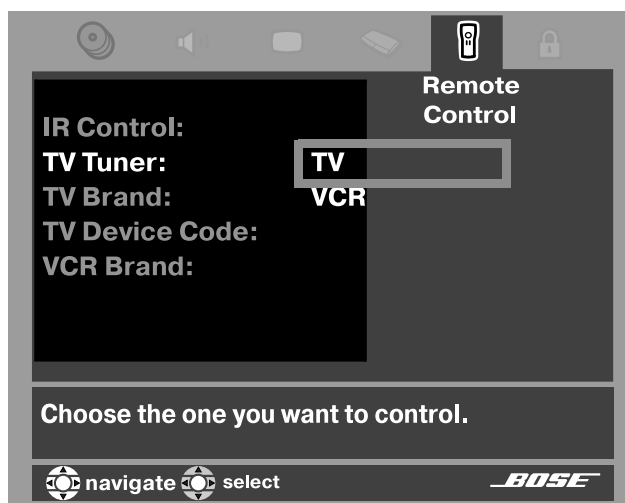 Remote
Control
IR Control:
TV Tuner: TV
TV Brand: VCR
TV Device Code:
VCR Brand:
Choose the one you want to control.
navigate select BOSE